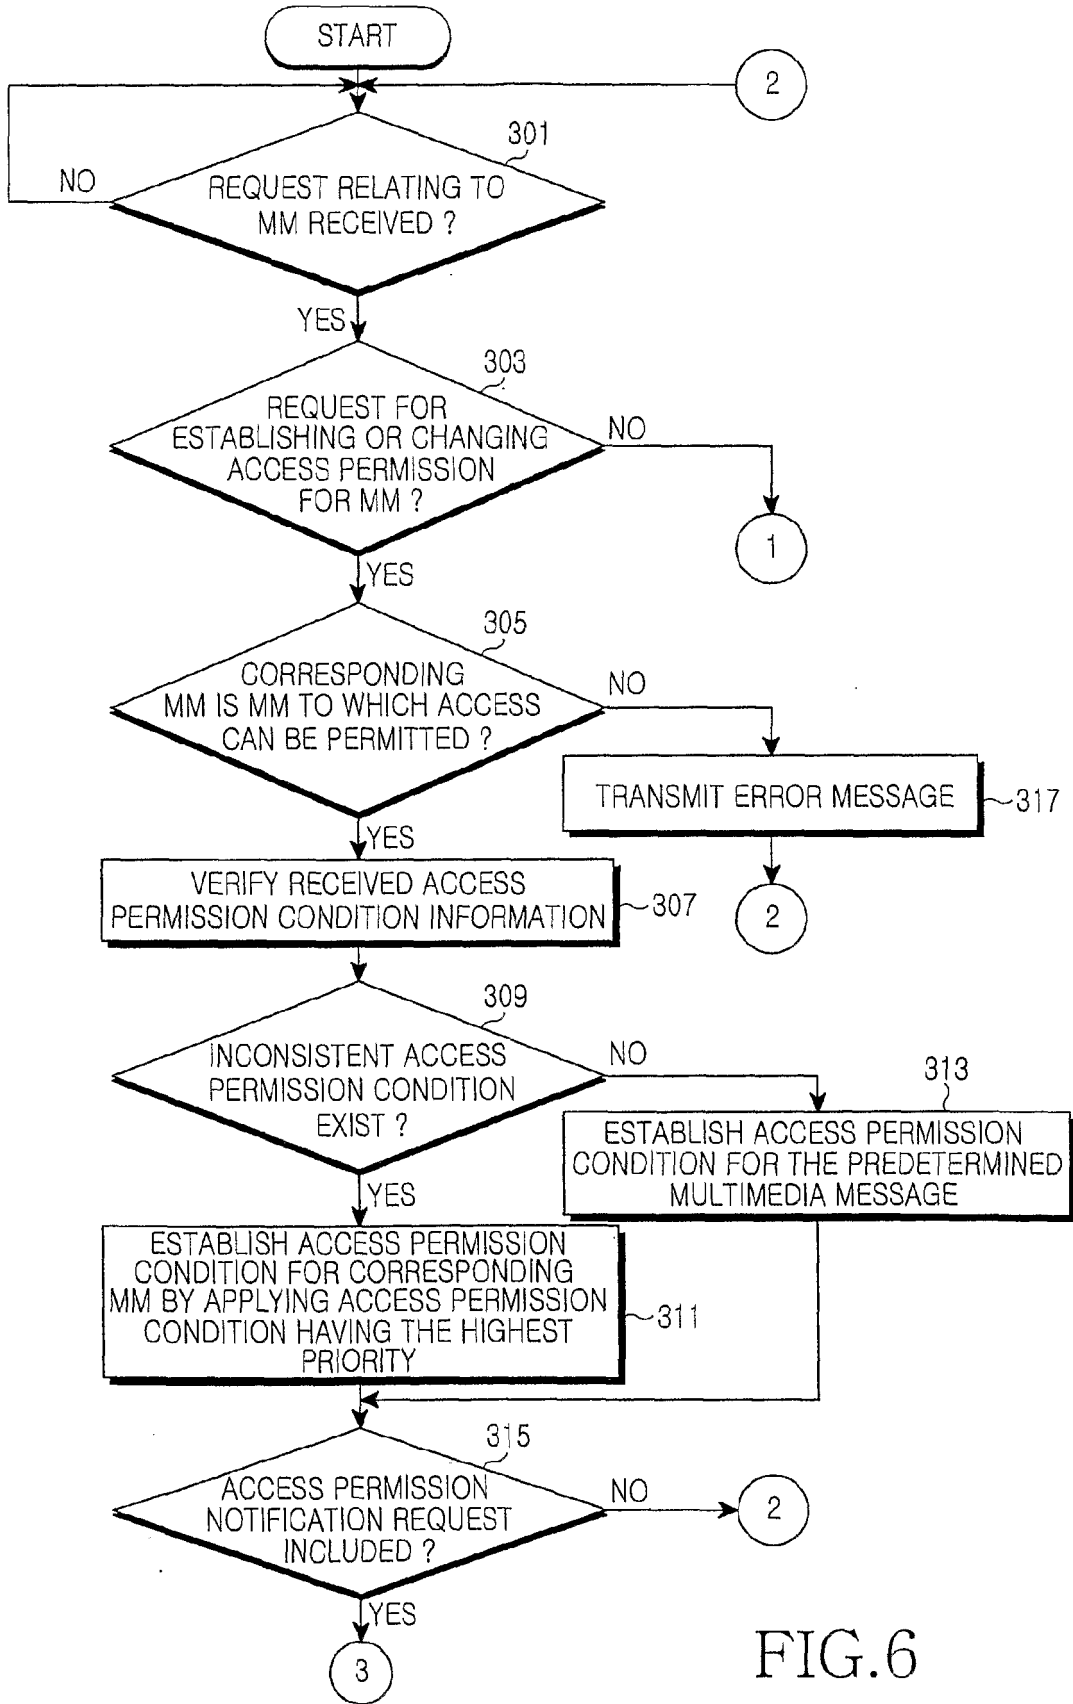 START
2
301
REQUEST RELATING TO
MM RECEIVED ?
NO
YES
303
REQUEST FOR
ESTABLISHING OR CHANGING
ACCESS PERMISSION
FOR MM ?
NO
1
YES
305
CORRESPONDING
MM IS MM TO WHICH ACCESS
CAN BE PERMITTED ?
NO
TRANSMIT ERROR MESSAGE
317
2
YES
VERIFY RECEIVED ACCESS
PERMISSION CONDITION INFORMATION
307
309
INCONSISTENT ACCESS
PERMISSION CONDITION
EXIST ?
NO
313
ESTABLISH ACCESS PERMISSION
CONDITION FOR THE PREDETERMINED
MULTIMEDIA MESSAGE
YES
ESTABLISH ACCESS PERMISSION
CONDITION FOR CORRESPONDING
MM BY APPLYING ACCESS PERMISSION
CONDITION HAVING THE HIGHEST
PRIORITY
311
315
ACCESS PERMISSION
NOTIFICATION REQUEST
INCLUDED ?
NO
2
YES
3
FIG.6